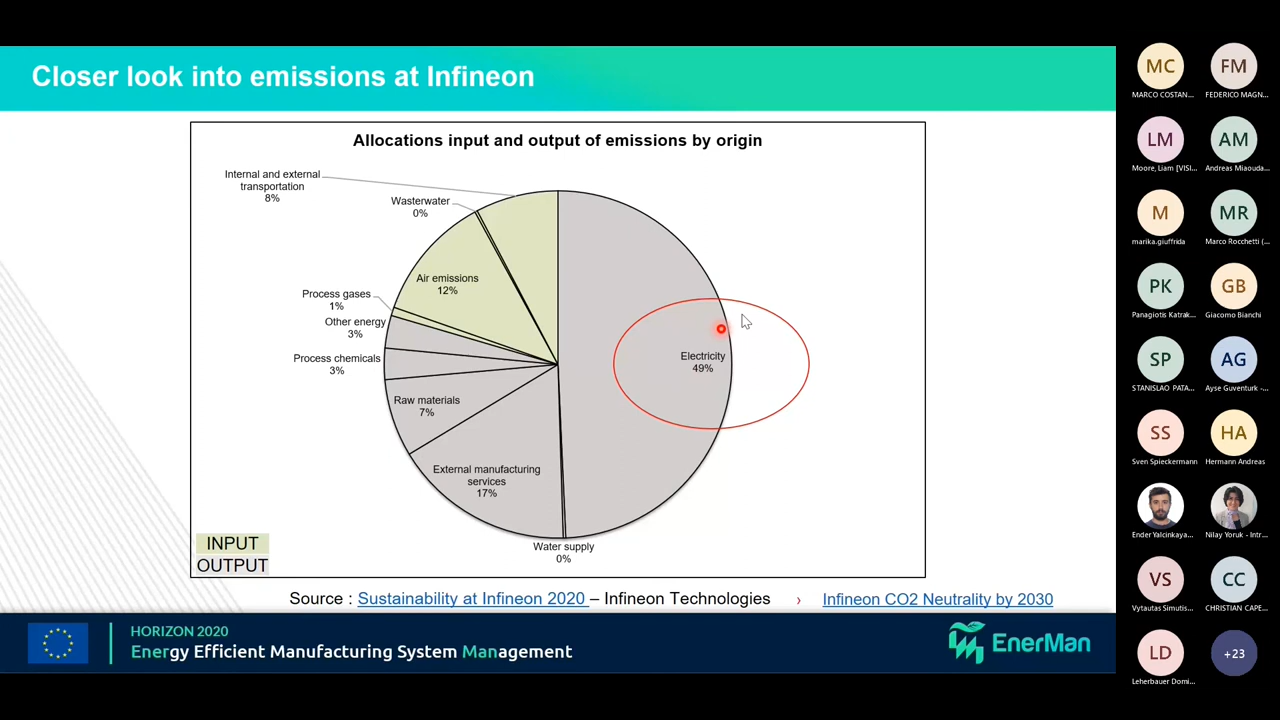 Closer look into emissions at Infineon
Allocations input and output of emissions by origin
Internal and external
transportation
8%
Wasterwater
0%
Air emissions
12%
Process gases
1%
Other energy
3%
Process chemicals
3%
Raw materials
7%
External manufacturing
services
17%
Water supply
0%
Electricity
49%
INPUT
OUTPUT
Source : Sustainability at Infineon 2020 – Infineon Technologies › Infineon CO2 Neutrality by 2030
HORIZON 2020
Energy Efficient Manufacturing System Management
EnerMan
MC
MARCO COSTAN...
FM
FEDERICO MAGN...
LM
Moore, Liam [VISI...
AM
Andreas Miaouda...
M
marika.giuffrida
MR
Marco Rocchetti (...
PK
Panagiotis Katrak...
GB
Giacomo Bianchi
SP
STANISLAO PATA...
AG
Ayse Guventurk -...
SS
Sven Spieckermann
HA
Hermann Andreas
Ender Yalcinkaya...
Nilay Yoruk - Intr...
VS
Vytautas Simutis...
CC
CHRISTIAN CAPE...
LD
Leherbauer Domi...
+23